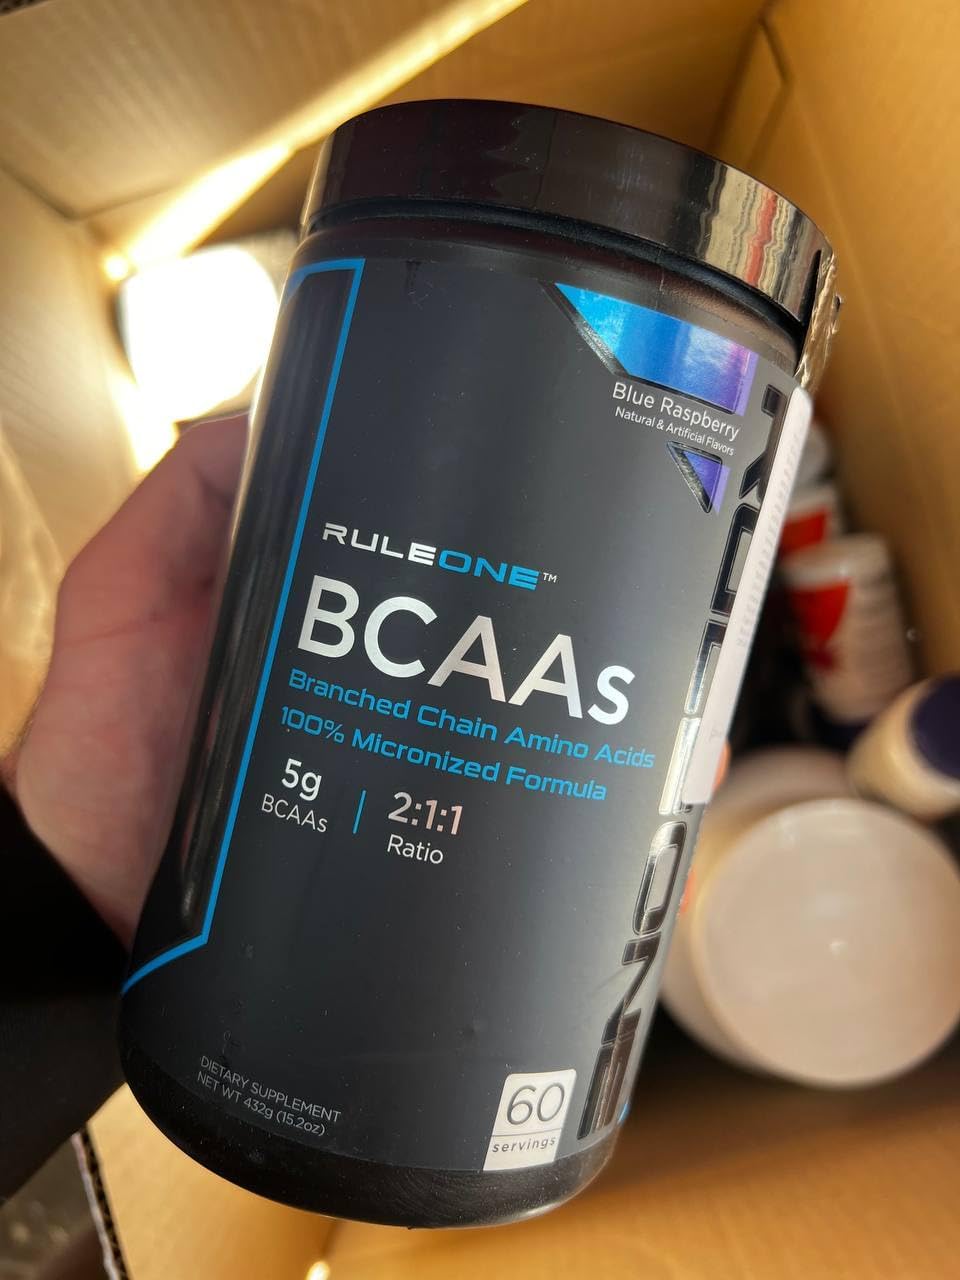 Blue Raspberry
Natural & Artificial Flavors
RULEONE™
BCAAs
Branched Chain Amino Acids
100% Micronized Formula
5g
BCAAs
2:1:1
Ratio
DIETARY SUPPLEMENT
NET WT 432g (15.2oz)
60
servings